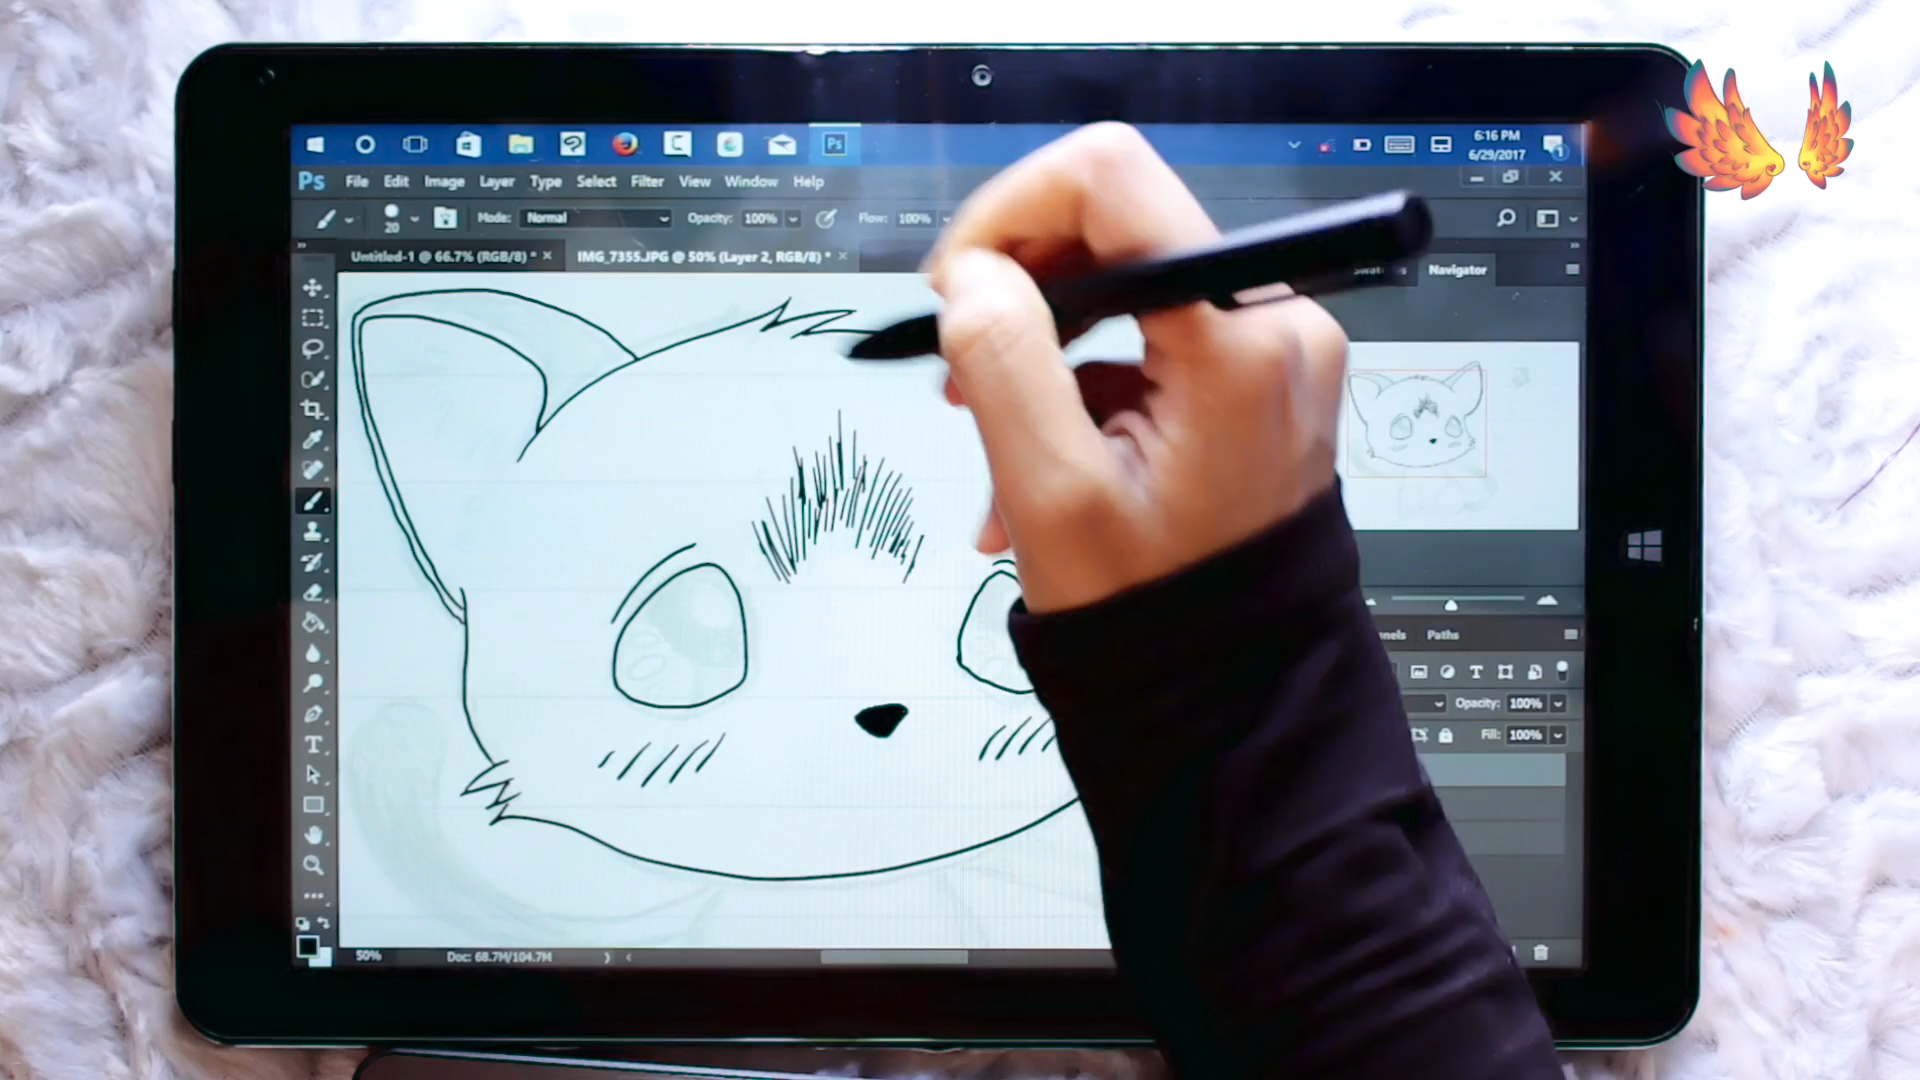 Ps
6:16 PM
6/29/2017
1
Ps File Edit Image Layer Type Select Filter View Window Help
20 Mode: Normal Opacity: 100% Flow: 100%
Untitled-1 @ 66.7% (RGB/8) * × IMG_7355.JPG @ 50% (Layer 2, RGB/8) * ×
Navigator
Paths
T
Opacity: 100%
Fill: 100%
T
50% Doc: 68.7M/104.7M